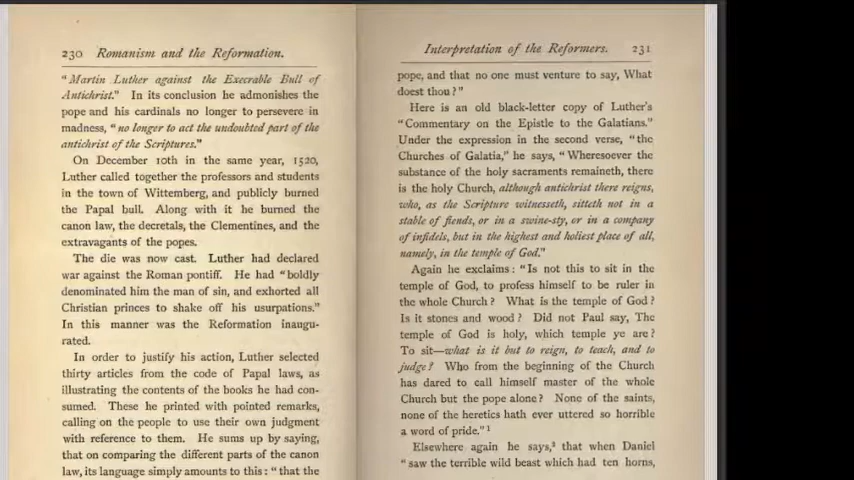 230 Romanism and the Reformation.
"Martin Luther against the Execrable Bull of
Antichrist." In its conclusion he admonishes the
pope and his cardinals no longer to persevere in
madness, "no longer to act the undoubted part of the
antichrist of the Scriptures."
On December 10th in the same year, 1520,
Luther called together the professors and students
in the town of Wittemberg, and publicly burned
the Papal bull. Along with it he burned the
canon law, the decretals, the Clementines, and the
extravagants of the popes.
The die was now cast. Luther had declared
war against the Roman pontiff. He had "boldly
denominated him the man of sin, and exhorted all
Christian princes to shake off his usurpations."
In this manner was the Reformation inaugu-
rated.
In order to justify his action, Luther selected
thirty articles from the code of Papal laws, as
illustrating the contents of the books he had con-
sumed. These he printed with pointed remarks,
calling on the people to use their own judgment
with reference to them. He sums up by saying,
that on comparing the different parts of the canon
law, its language simply amounts to this: "that the
Interpretation of the Reformers. 231
pope, and that no one must venture to say, What
doest thou?"
Here is an old black-letter copy of Luther's
"Commentary on the Epistle to the Galatians."
Under the expression in the second verse, "the
Churches of Galatia," he says, "Wheresoever the
substance of the holy sacraments remaineth, there
is the holy Church, although antichrist there reigns,
who, as the Scripture witnesseth, sitteth not in a
stable of fiends, or in a swine-sty, or in a company
of infidels, but in the highest and holiest place of all,
namely, in the temple of God."
Again he exclaims: "Is not this to sit in the
temple of God, to profess himself to be ruler in
the whole Church? What is the temple of God?
Is it stones and wood? Did not Paul say, The
temple of God is holy, which temple ye are?
To sit—what is it but to reign, to teach, and to
judge? Who from the beginning of the Church
has dared to call himself master of the whole
Church but the pope alone? None of the saints,
none of the heretics hath ever uttered so horrible
a word of pride."¹
Elsewhere again he says,² that when Daniel
"saw the terrible wild beast which had ten horns,